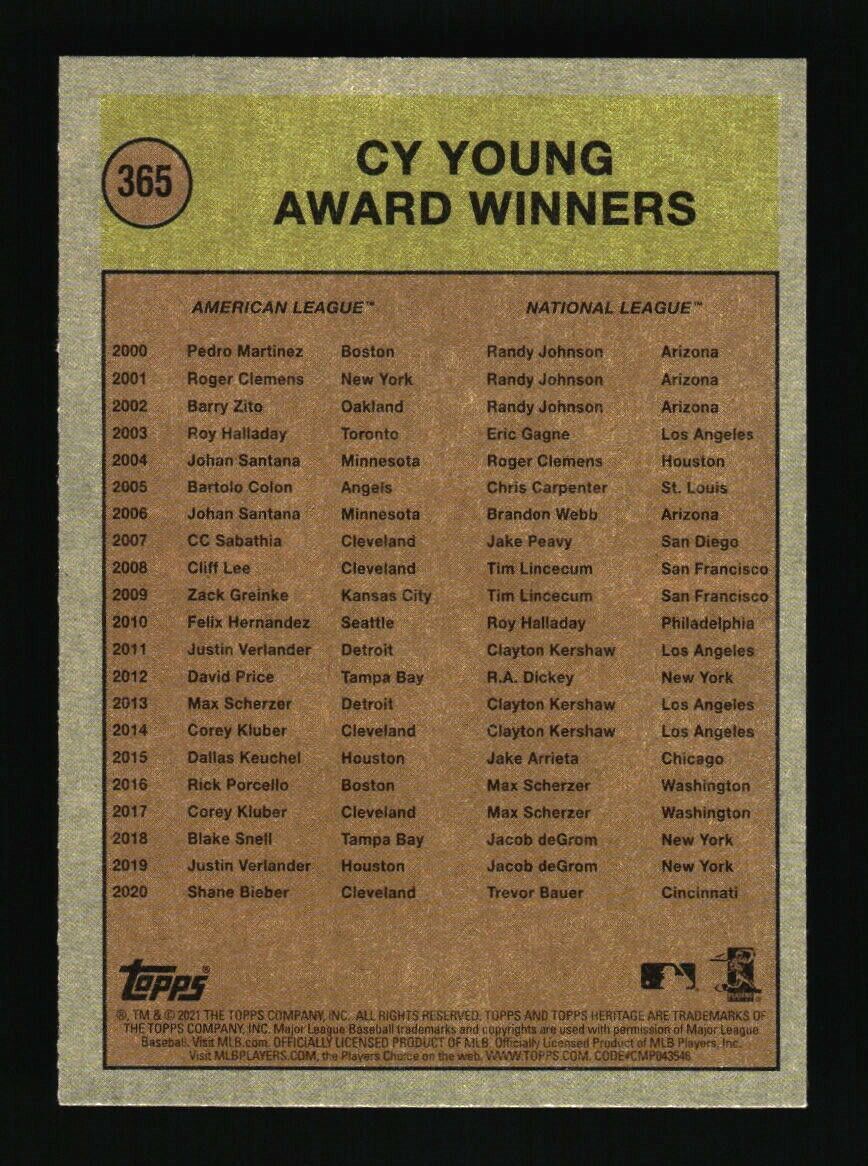 365
CY YOUNG
AWARD WINNERS
AMERICAN LEAGUE™ NATIONAL LEAGUE™
2000 Pedro Martinez Boston Randy Johnson Arizona
2001 Roger Clemens New York Randy Johnson Arizona
2002 Barry Zito Oakland Randy Johnson Arizona
2003 Roy Halladay Toronto Eric Gagne Los Angeles
2004 Johan Santana Minnesota Roger Clemens Houston
2005 Bartolo Colon Angels Chris Carpenter St. Louis
2006 Johan Santana Minnesota Brandon Webb Arizona
2007 CC Sabathia Cleveland Jake Peavy San Diego
2008 Cliff Lee Cleveland Tim Lincecum San Francisco
2009 Zack Greinke Kansas City Tim Lincecum San Francisco
2010 Felix Hernandez Seattle Roy Halladay Philadelphia
2011 Justin Verlander Detroit Clayton Kershaw Los Angeles
2012 David Price Tampa Bay R.A. Dickey New York
2013 Max Scherzer Detroit Clayton Kershaw Los Angeles
2014 Corey Kluber Cleveland Clayton Kershaw Los Angeles
2015 Dallas Keuchel Houston Jake Arrieta Chicago
2016 Rick Porcello Boston Max Scherzer Washington
2017 Corey Kluber Cleveland Max Scherzer Washington
2018 Blake Snell Tampa Bay Jacob deGrom New York
2019 Justin Verlander Houston Jacob deGrom New York
2020 Shane Bieber Cleveland Trevor Bauer Cincinnati
topps®
®, TM & © 2021 THE TOPPS COMPANY, INC. ALL RIGHTS RESERVED. TOPPS AND TOPPS HERITAGE ARE TRADEMARKS OF
THE TOPPS COMPANY, INC. Major League Baseball trademarks and copyrights are used with permission of Major League
Baseball. Visit MLB.com. OFFICIALLY LICENSED PRODUCT OF MLB Officially Licensed Product of MLB Players, Inc.
Visit MLBPLAYERS.COM, the Players Choice on the web. WWW.TOPPS.COM. CODE#CMP043546